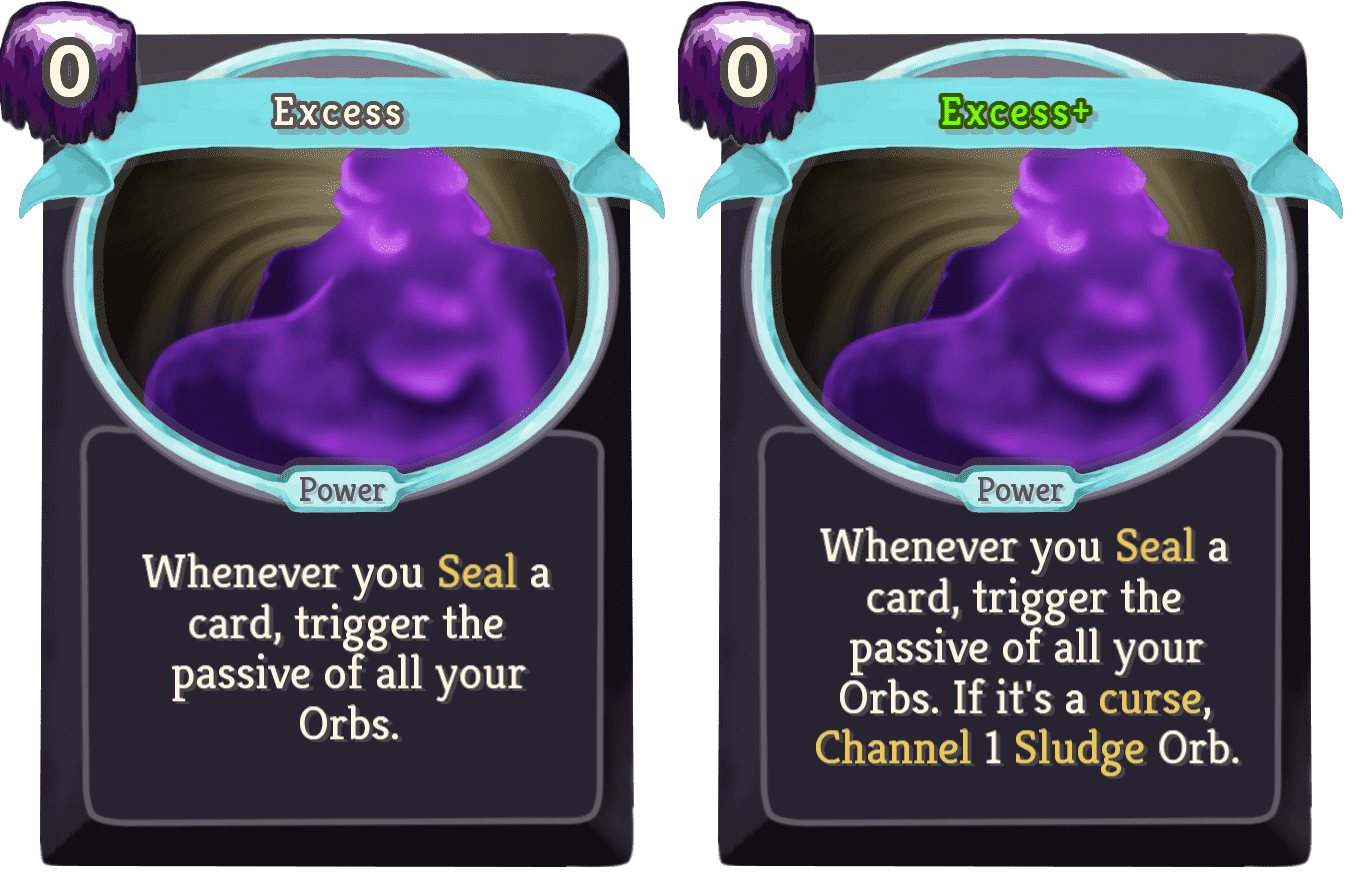 0
Excess
Power
Whenever you Seal a
card, trigger the
passive of all your
Orbs.
0
Excess+
Power
Whenever you Seal a
card, trigger the
passive of all your
Orbs. If it's a curse,
Channel 1 Sludge Orb.